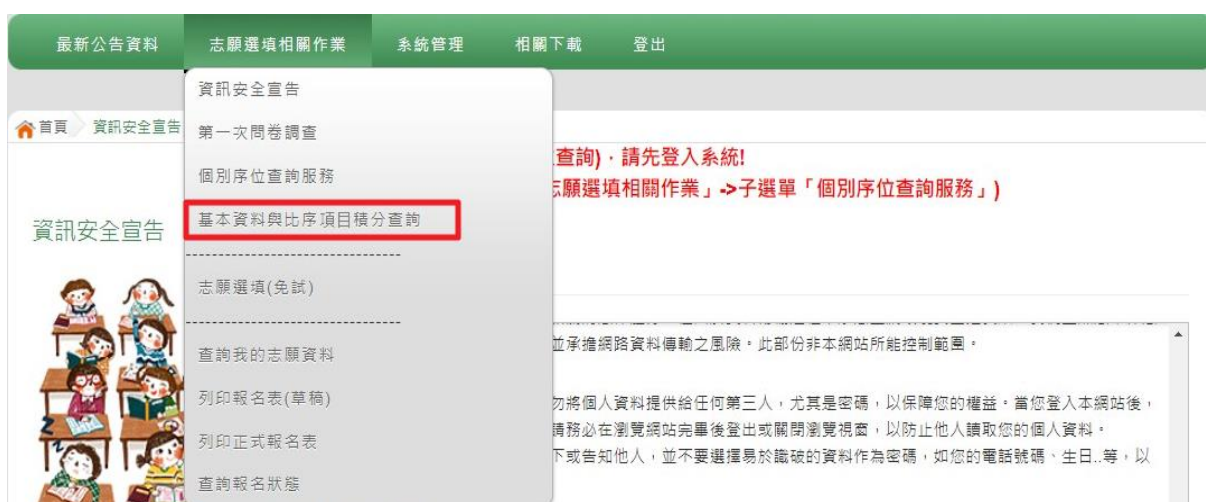 最新公告資料 志願選填相關作業 系統管理 相關下載 登出
資訊安全宣告
首頁 資訊安全宣告
第一次問卷調查
查詢)，請先登入系統!
個別序位查詢服務
志願選填相關作業」->子選單「個別序位查詢服務」)
基本資料與比序項目積分查詢
資訊安全宣告
-------------------------------
志願選填(免試)
-------------------------------
並承擔網路資料傳輸之風險。此部份非本網站所能控制範圍。
查詢我的志願資料
列印報名表(草稿)
勿將個人資料提供給任何第三人，尤其是密碼，以保障您的權益。當您登入本網站後，
請務必在瀏覽網站完畢後登出或關閉瀏覽視窗，以防止他人讀取您的個人資料。
列印正式報名表
下或告知他人，並不要選擇易於識破的資料作為密碼，如您的電話號碼、生日..等，以
查詢報名狀態
Z
Z